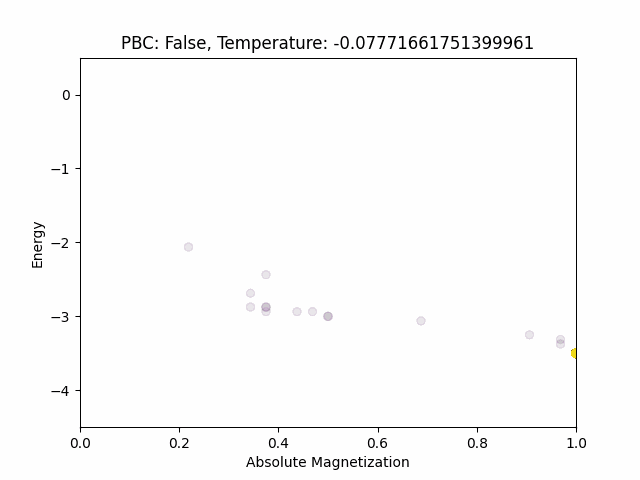 PBC: False, Temperature: -0.07771661751399961
Energy
0
−1
−2
−3
−4
0.0 0.2 0.4 0.6 0.8 1.0
Absolute Magnetization